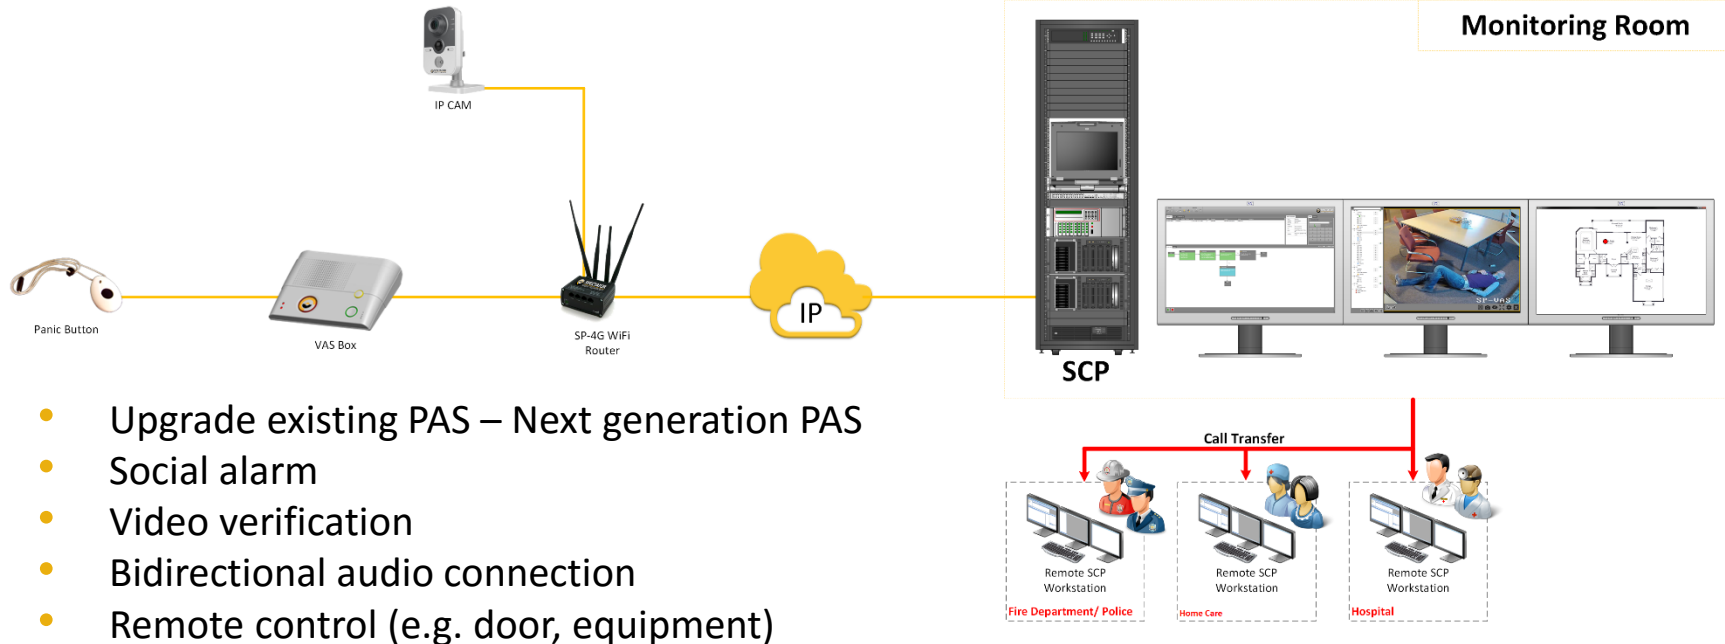 Monitoring Room
IP CAM
Panic Button
VAS Box
SP-4G WiFi
Router
IP
SP-VAS
SCP
Upgrade existing PAS – Next generation PAS
Social alarm
Video verification
Bidirectional audio connection
Remote control (e.g. door, equipment)
Call Transfer
Remote SCP
Workstation
Fire Department/ Police
Remote SCP
Workstation
Home Care
Remote SCP
Workstation
Hospital